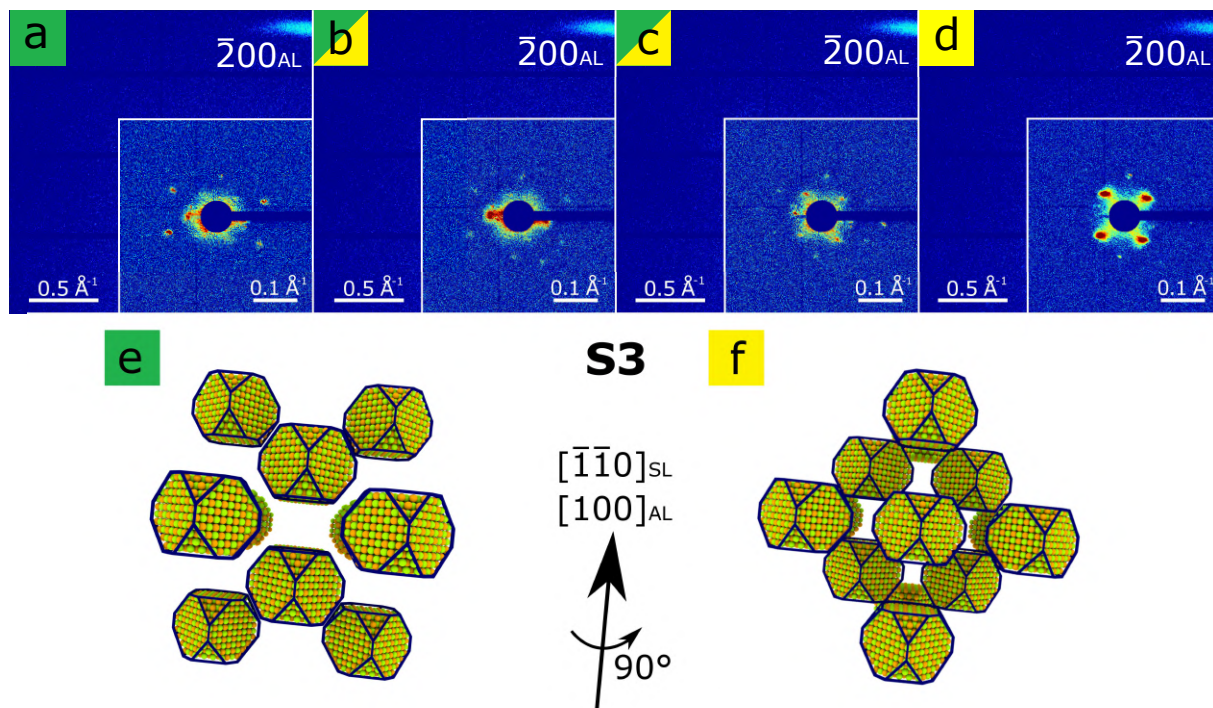 a b c d
2̅00AL 2̅00AL 2̅00AL 2̅00AL
0.5 Å⁻¹ 0.1 Å⁻¹ 0.5 Å⁻¹ 0.1 Å⁻¹ 0.5 Å⁻¹ 0.1 Å⁻¹ 0.5 Å⁻¹ 0.1 Å⁻¹
e S3 f
[1̅1̅0]SL
[100]AL
90°